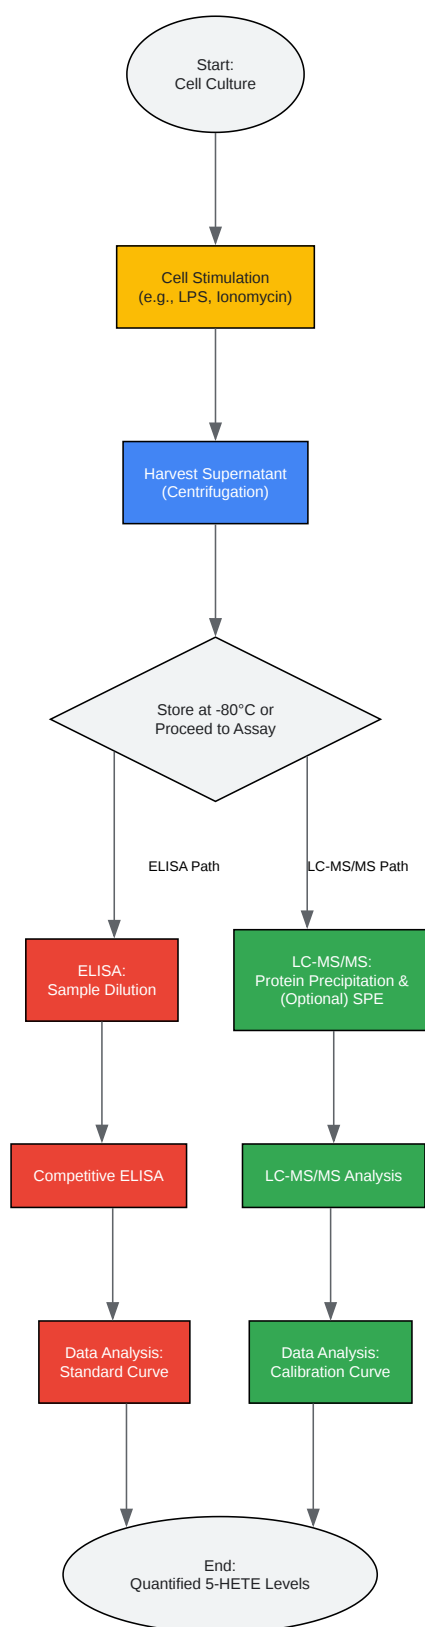 Start:
Cell Culture
Cell Stimulation
(e.g., LPS, Ionomycin)
Harvest Supernatant
(Centrifugation)
Store at -80°C or
Proceed to Assay
ELISA Path
LC-MS/MS Path
ELISA:
Sample Dilution
LC-MS/MS:
Protein Precipitation &
(Optional) SPE
Competitive ELISA
LC-MS/MS Analysis
Data Analysis:
Standard Curve
Data Analysis:
Calibration Curve
End:
Quantified 5-HETE Levels